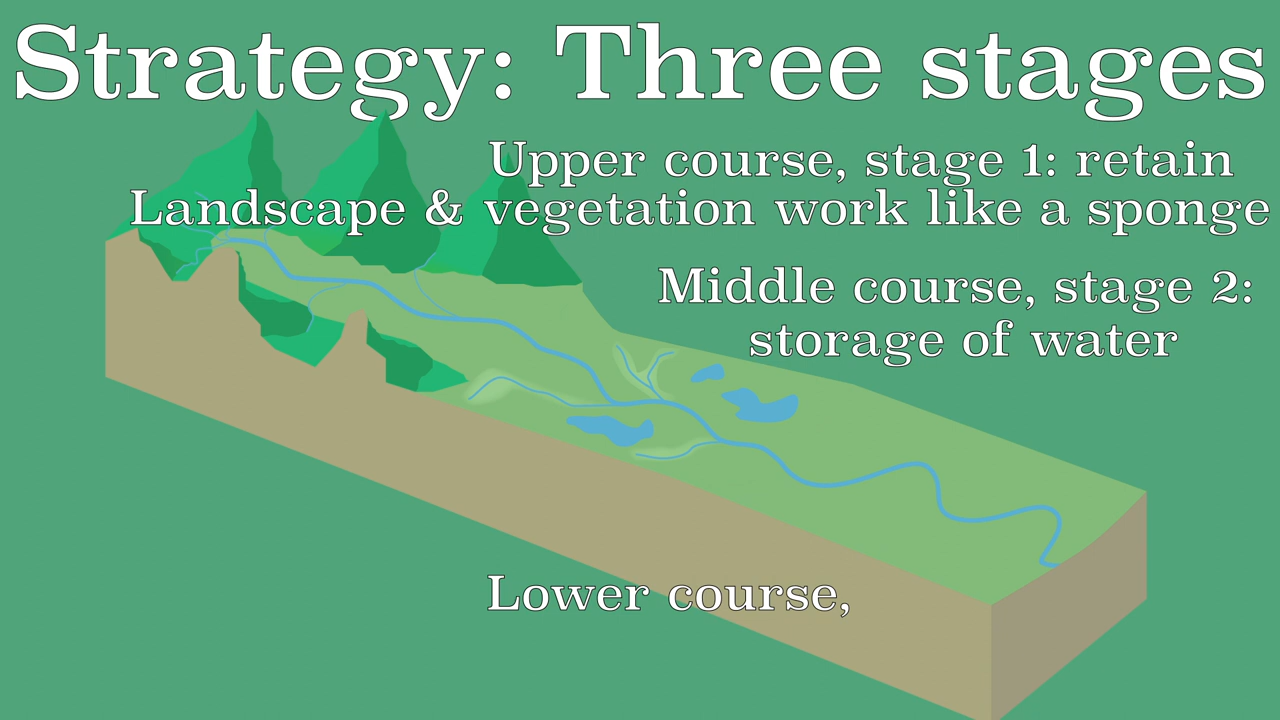 Strategy: Three stages
Upper course, stage 1: retain
Landscape & vegetation work like a sponge
Middle course, stage 2:
storage of water
Lower course,